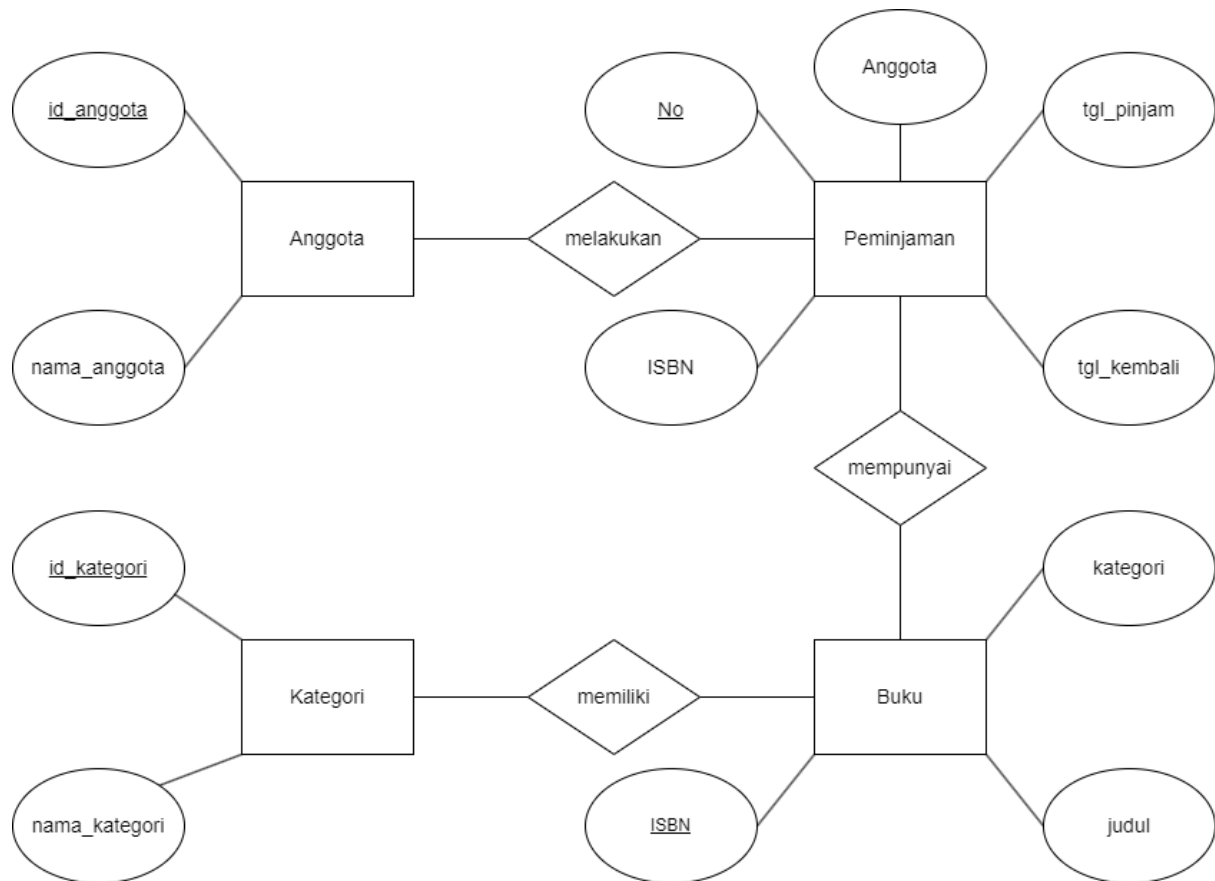 Anggota
id_anggota
No
tgl_pinjam
Anggota
melakukan
Peminjaman
nama_anggota
ISBN
tgl_kembali
mempunyai
id_kategori
kategori
Kategori
memiliki
Buku
nama_kategori
ISBN
judul